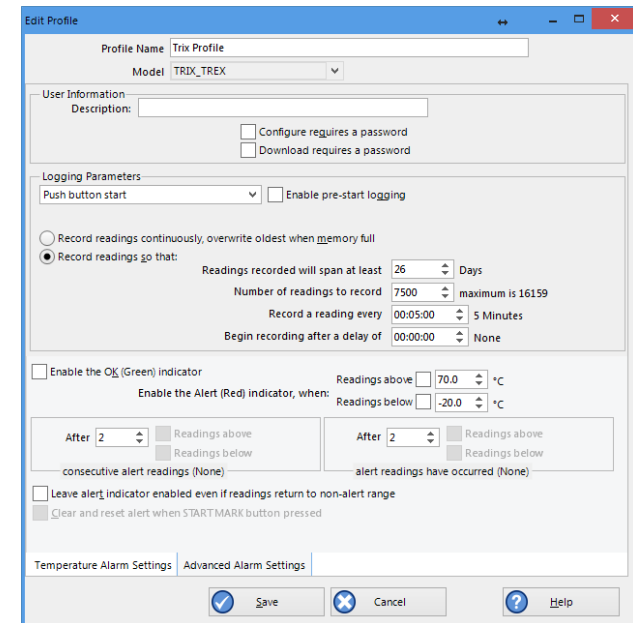 Edit Profile
Profile Name Trix Profile
Model TRIX_TREX
User Information
Description:
Configure requires a password
Download requires a password
Logging Parameters
Push button start Enable pre-start logging
Record readings continuously, overwrite oldest when memory full
Record readings so that:
Readings recorded will span at least 26 Days
Number of readings to record 7500 maximum is 16159
Record a reading every 00:05:00 5 Minutes
Begin recording after a delay of 00:00:00 None
Enable the OK (Green) indicator
Enable the Alert (Red) indicator, when:
Readings above 70.0 °C
Readings below -20.0 °C
After 2 Readings above
Readings below
consecutive alert readings (None)
After 2 Readings above
Readings below
alert readings have occurred (None)
Leave alert indicator enabled even if readings return to non-alert range
Clear and reset alert when START MARK button pressed
Temperature Alarm Settings Advanced Alarm Settings
Save Cancel Help